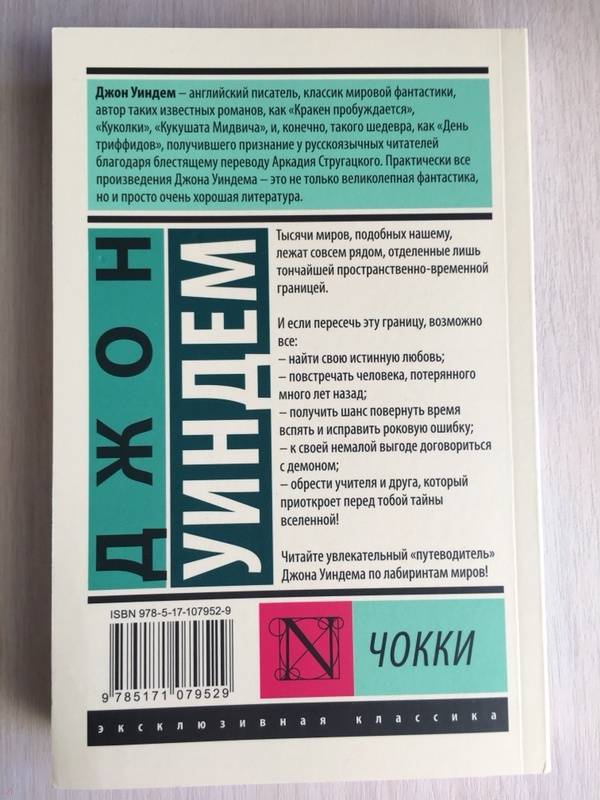 Джон Уиндем – английский писатель, классик мировой фантастики,
автор таких известных романов, как «Кракен пробуждается»,
«Куколки», «Кукушата Мидвича», и, конечно, такого шедевра, как «День
триффидов», получившего признание у русскоязычных читателей
благодаря блестящему переводу Аркадия Стругацкого. Практически все
произведения Джона Уиндема – это не только великолепная фантастика,
но и просто очень хорошая литература.
ДЖОН
УИНДЕМ
Тысячи миров, подобных нашему,
лежат совсем рядом, отделенные лишь
тончайшей пространственно-временной
границей.
И если пересечь эту границу, возможно
все:
– найти свою истинную любовь;
– повстречать человека, потерянного
много лет назад;
– получить шанс повернуть время
вспять и исправить роковую ошибку;
– к своей немалой выгоде договориться
с демоном;
– обрести учителя и друга, который
приоткроет перед тобой тайны
вселенной!
Читайте увлекательный «путеводитель»
Джона Уиндема по лабиринтам миров!
ISBN 978-5-17-107952-9
9 785171 079529
N
ЧОККИ
эксклюзивная классика